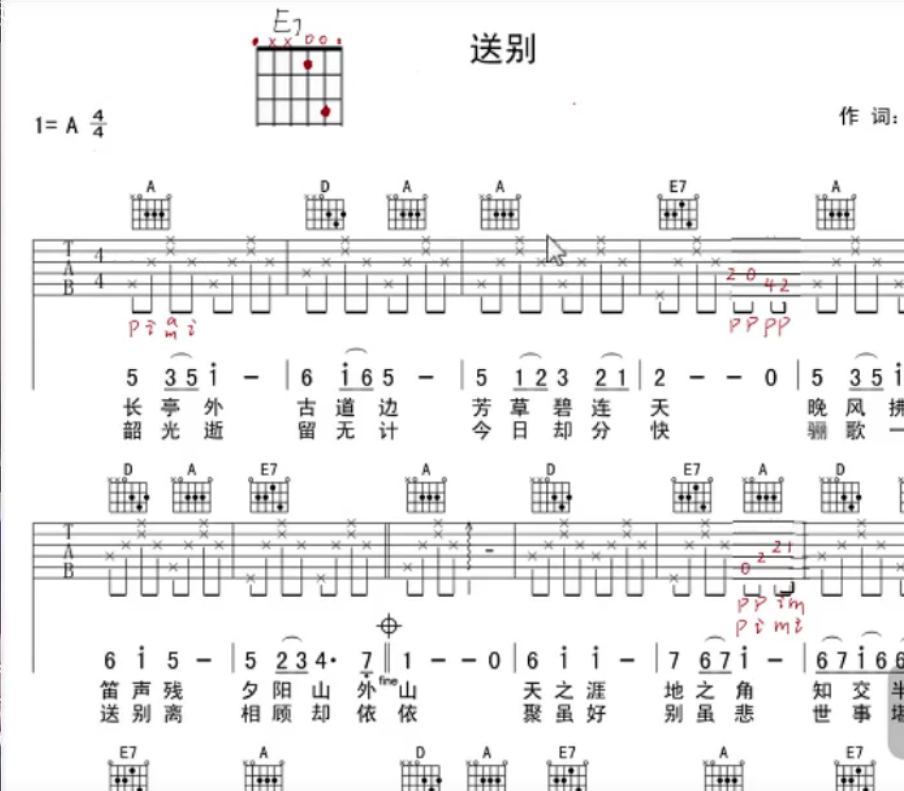 E7
送别
1= A 4/4
作 词:
A D A A E7 A
T A B 4 4
2 0 4 2
p i a m i p p p p
5 3 5 i - 6 i 6 5 - 5 1 2 3 2 1 2 - - 0 5 3 5 i
长 亭 外 古 道 边 芳 草 碧 连 天 晚 风 拂
韶 光 逝 留 无 计 今 日 却 分 快 骊 歌 一
D A E7 A D E7 A D
T A B
0 2 2 1
p p i m
p i m i
6 i 5 - 5 2 3 4· 7 1 - - 0 6 i i - 7 6 7 i - 6 7 i 6 6
笛 声 残 夕 阳 山 外 fine 山 天 之 涯 地 之 角 知 交 半
送 别 离 相 顾 却 依 依 聚 虽 好 别 虽 悲 世 事 堪
E7 A D A E7 A E7